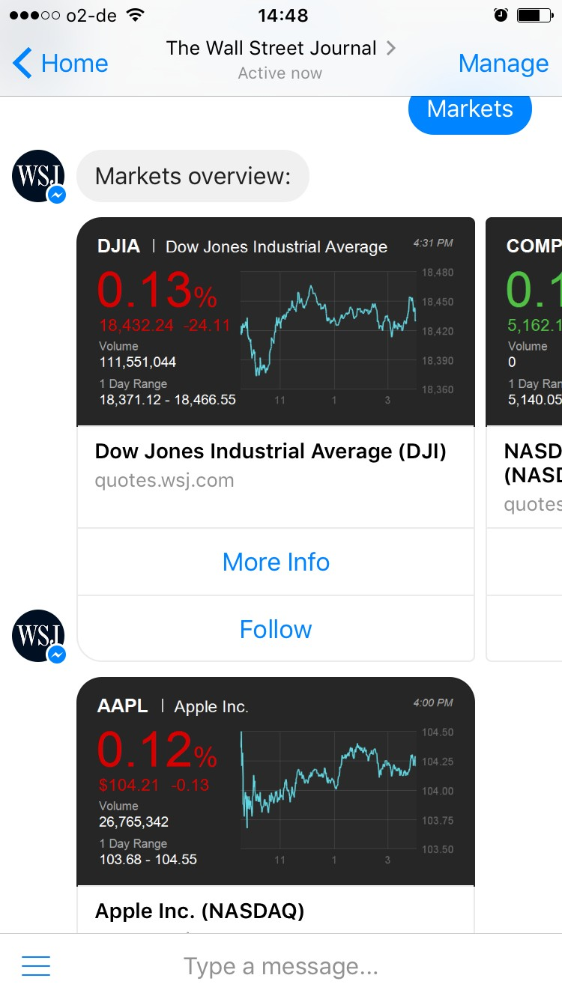 o2-de 14:48
Home The Wall Street Journal Manage
Active now
Markets
WSJ Markets overview:
DJIA | Dow Jones Industrial Average 4:31 PM
0.13%
18,432.24 -24.11
Volume
111,551,044
1 Day Range
18,371.12 - 18,466.55
18,480
18,450
18,420
18,390
18,360
11 1 3
Dow Jones Industrial Average (DJI)
quotes.wsj.com
More Info
Follow
COMP
0.1
5,162.1
Volume
0
1 Day Ran
5,140.05
NASD
(NASD
quotes
WSJ
AAPL | Apple Inc. 4:00 PM
0.12%
$104.21 -0.13
Volume
26,765,342
1 Day Range
103.68 - 104.55
104.50
104.25
104.00
103.75
103.50
11 1 3
Apple Inc. (NASDAQ)
Type a message...